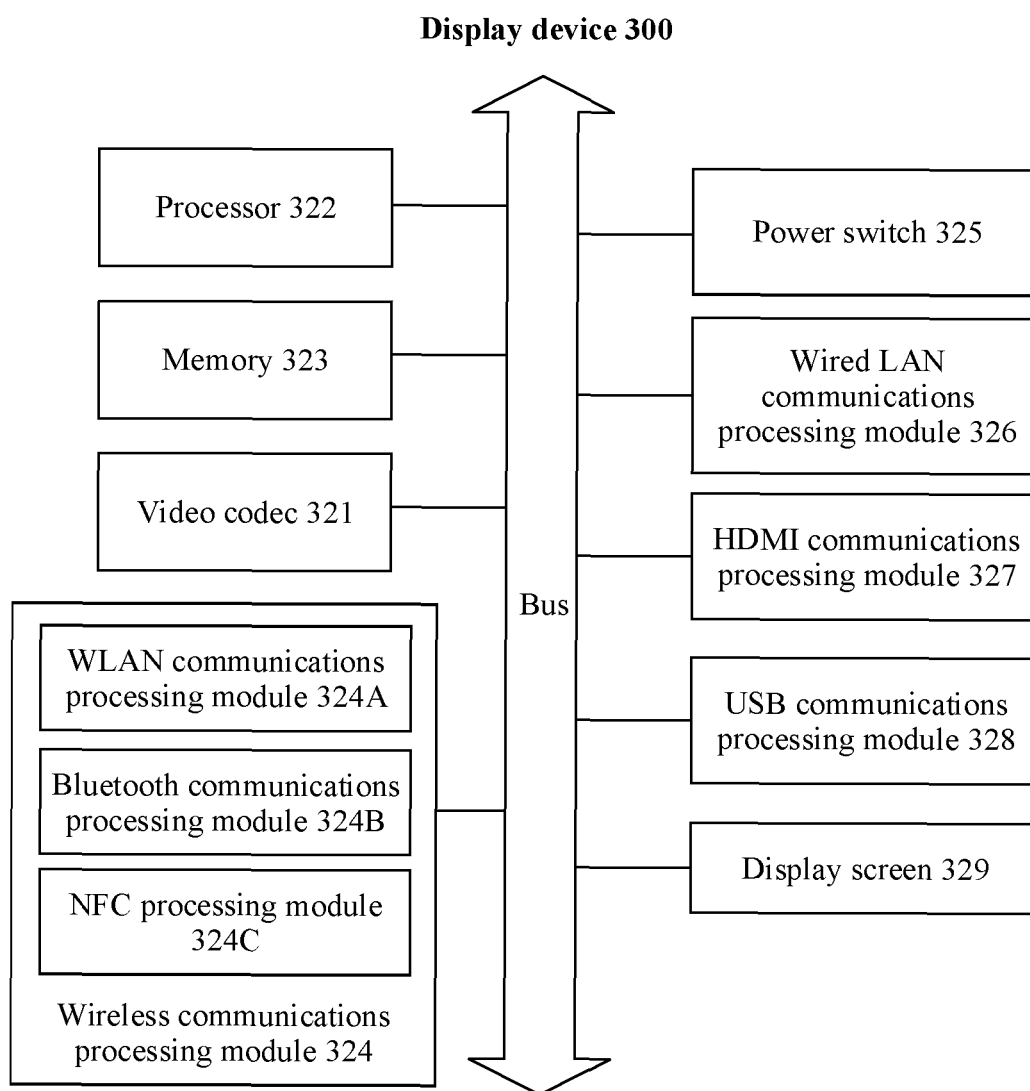 Display device 300
Processor 322
Memory 323
Video codec 321
WLAN communications
processing module 324A
Bluetooth communications
processing module 324B
NFC processing module
324C
Wireless communications
processing module 324
Bus
Power switch 325
Wired LAN
communications
processing module 326
HDMI communications
processing module 327
USB communications
processing module 328
Display screen 329